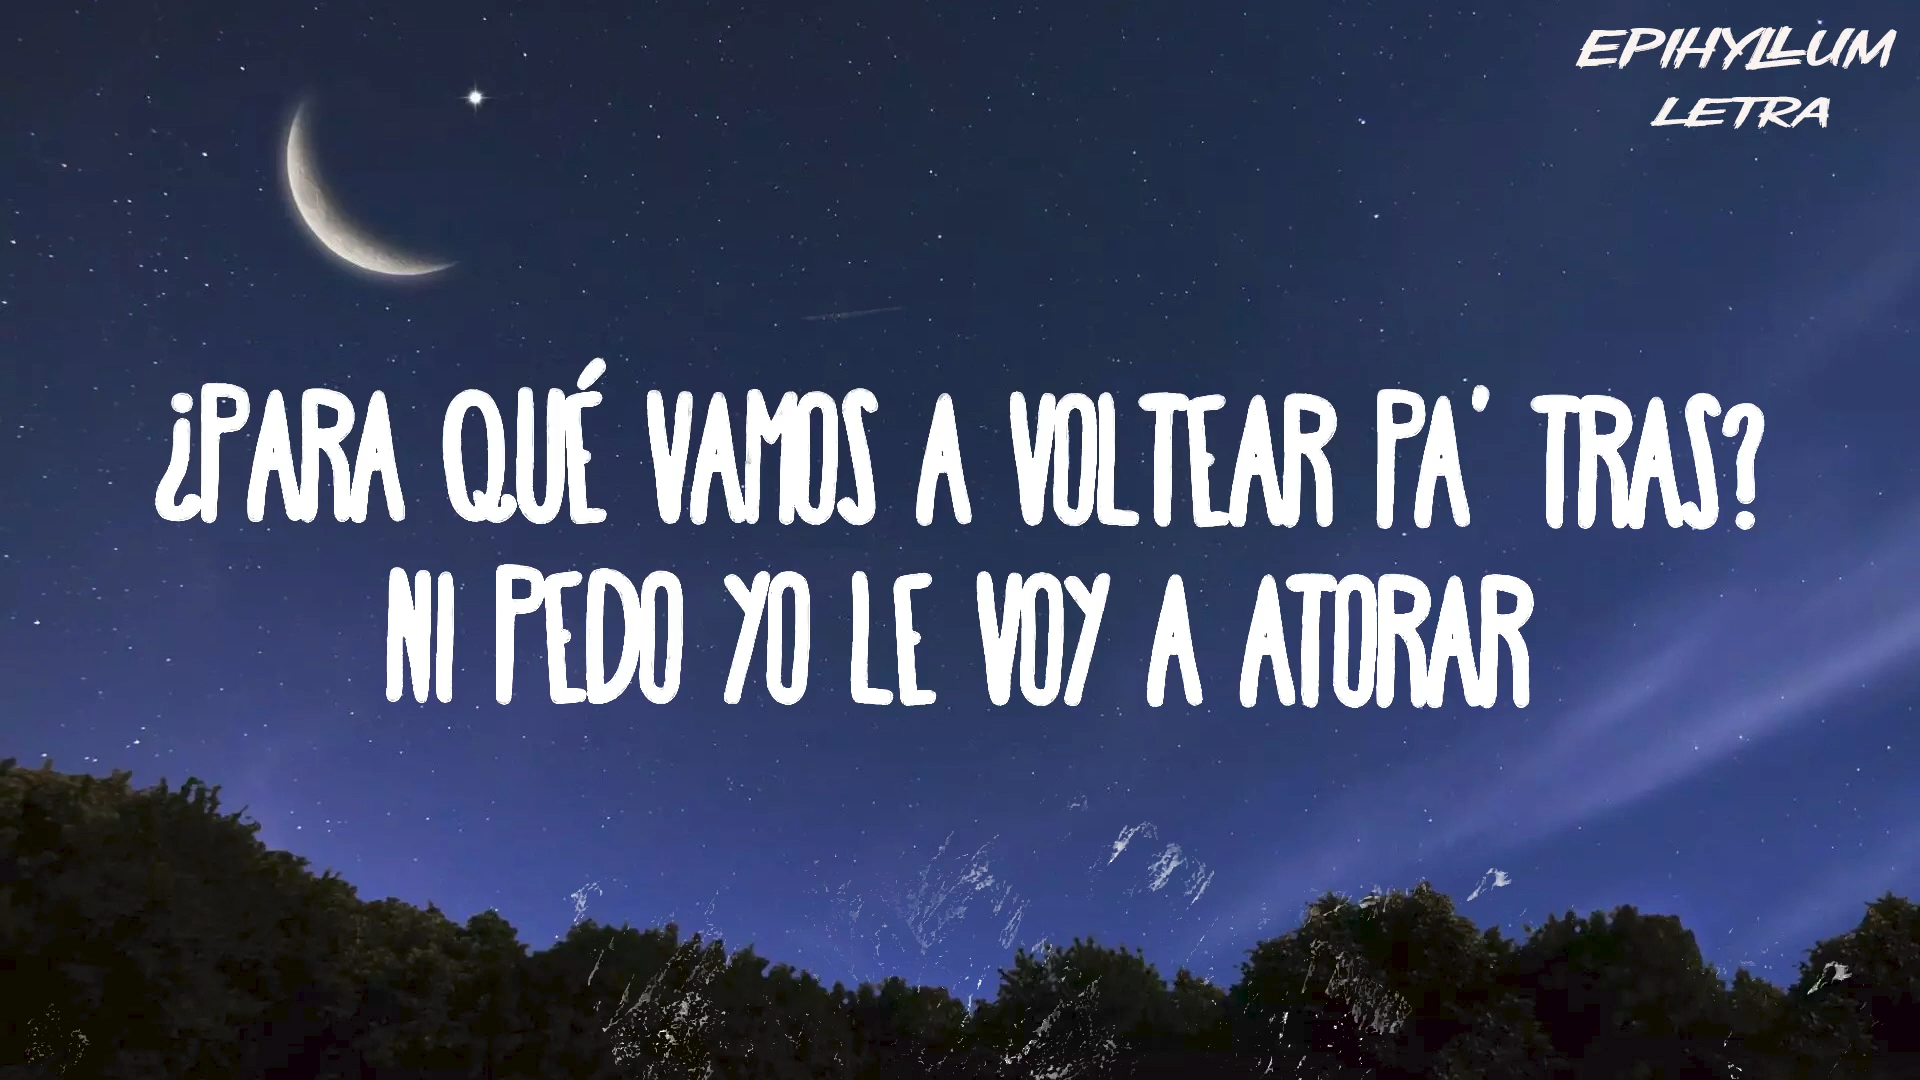 EPIHYLLUM
LETRA
¿PARA QUÉ VAMOS A VOLTEAR PA' TRAS?
NI PEDO YO LE VOY A ATORAR